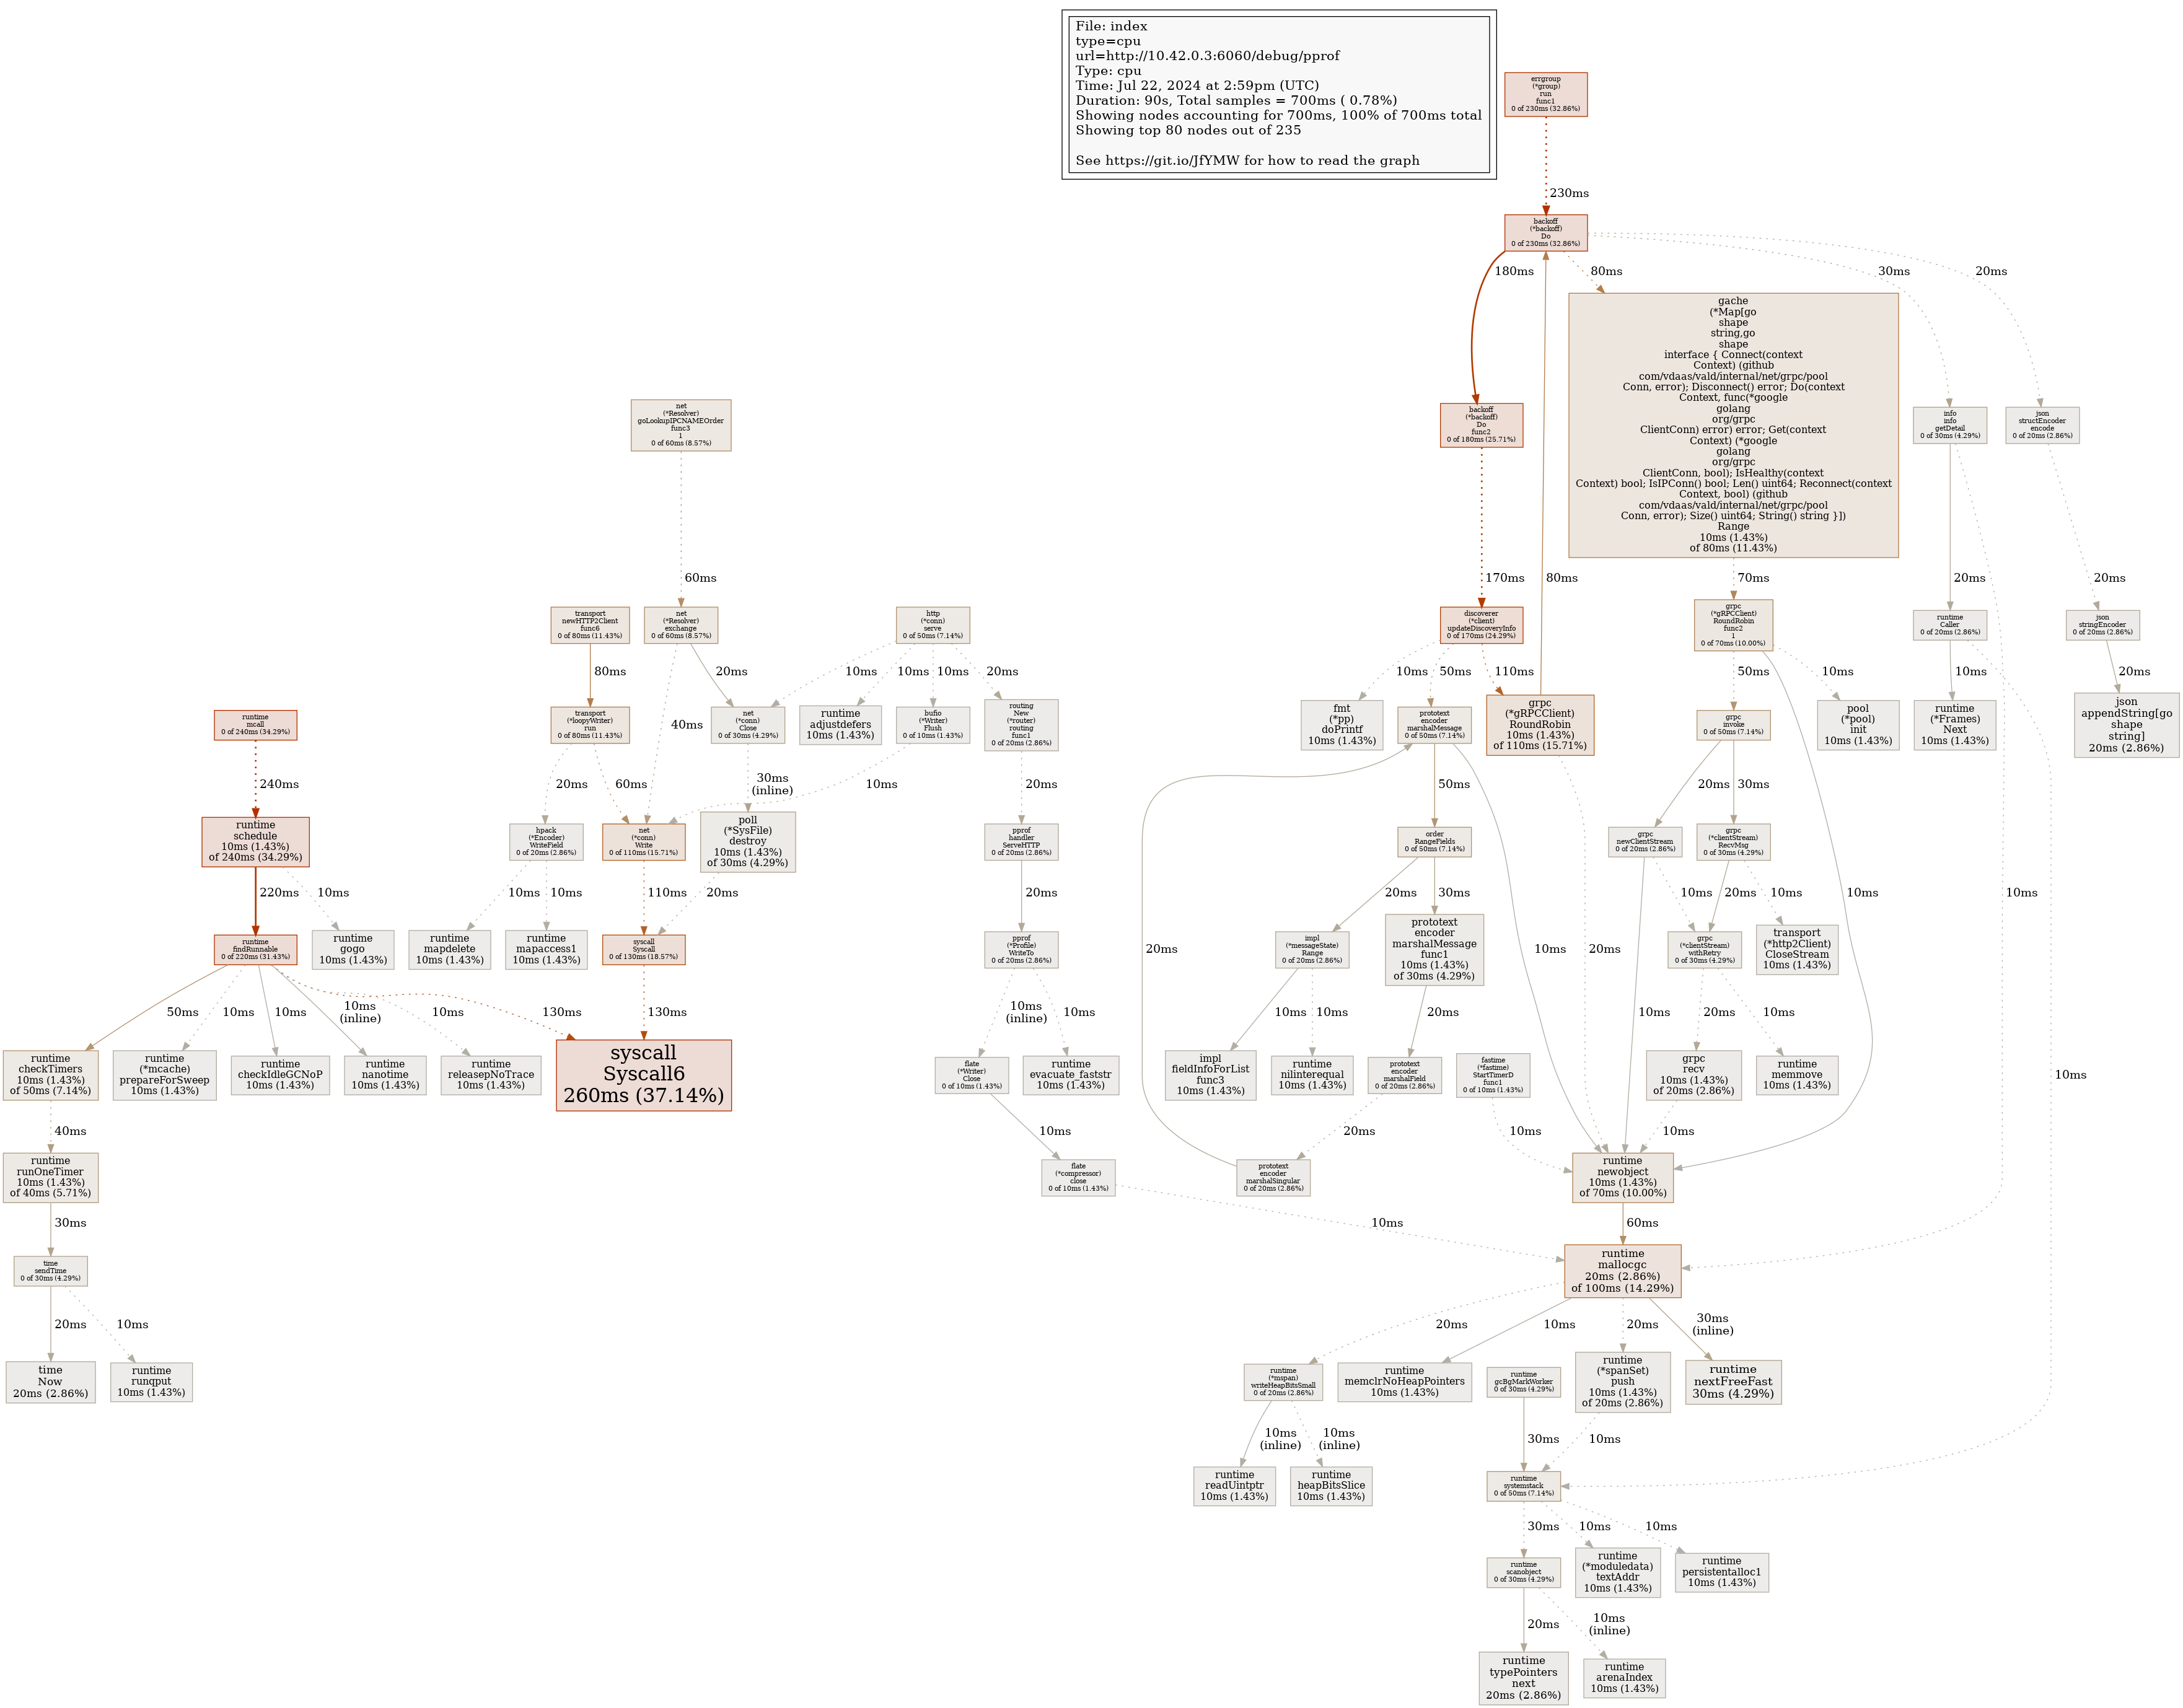 File: index
type=cpu
url=http://10.42.0.3:6060/debug/pprof
Type: cpu
Time: Jul 22, 2024 at 2:59pm (UTC)
Duration: 90s, Total samples = 700ms ( 0.78%)
Showing nodes accounting for 700ms, 100% of 700ms total
Showing top 80 nodes out of 235
See https://git.io/JfYMW for how to read the graph
errgroup
(*group)
run
func1
0 of 230ms (32.86%)
230ms
backoff
(*backoff)
Do
0 of 230ms (32.86%)
180ms
80ms
30ms
20ms
gache
(*Map[go
shape
string,go
shape
interface { Connect(context
Context) (github
com/vdaas/vald/internal/net/grpc/pool
Conn, error); Disconnect() error; Do(context
Context, func(*google
golang
org/grpc
ClientConn) error) error; Get(context
Context) (*google
golang
org/grpc
ClientConn, bool); IsHealthy(context
Context) bool; IsIPConn() bool; Len() uint64; Reconnect(context
Context, bool) (github
com/vdaas/vald/internal/net/grpc/pool
Conn, error); Size() uint64; String() string }])
Range
10ms (1.43%)
of 80ms (11.43%)
net
(*Resolver)
goLookupIPCNAMEOrder
func3
1
0 of 60ms (8.57%)
backoff
(*backoff)
Do
func2
0 of 180ms (25.71%)
info
info
getDetail
0 of 30ms (4.29%)
json
structEncoder
encode
0 of 20ms (2.86%)
60ms
170ms
80ms
70ms
20ms
20ms
transport
newHTTP2Client
func6
0 of 80ms (11.43%)
net
(*Resolver)
exchange
0 of 60ms (8.57%)
http
(*conn)
serve
0 of 50ms (7.14%)
discoverer
(*client)
updateDiscoveryInfo
0 of 170ms (24.29%)
grpc
(*gRPCClient)
RoundRobin
func2
1
0 of 70ms (10.00%)
runtime
Caller
0 of 20ms (2.86%)
json
stringEncoder
0 of 20ms (2.86%)
80ms
20ms
40ms
10ms
10ms
10ms
20ms
10ms
50ms
110ms
50ms
10ms
10ms
20ms
runtime
mcall
0 of 240ms (34.29%)
transport
(*loopyWriter)
run
0 of 80ms (11.43%)
net
(*conn)
Close
0 of 30ms (4.29%)
runtime
adjustdefers
10ms (1.43%)
bufio
(*Writer)
Flush
0 of 10ms (1.43%)
routing
New
(*router)
routing
func1
0 of 20ms (2.86%)
fmt
(*pp)
doPrintf
10ms (1.43%)
prototext
encoder
marshalMessage
0 of 50ms (7.14%)
grpc
(*gRPCClient)
RoundRobin
10ms (1.43%)
of 110ms (15.71%)
grpc
invoke
0 of 50ms (7.14%)
pool
(*pool)
init
10ms (1.43%)
runtime
(*Frames)
Next
10ms (1.43%)
json
appendString[go
shape
string]
20ms (2.86%)
240ms
20ms
60ms
30ms
(inline)
10ms
20ms
50ms
20ms
30ms
runtime
schedule
10ms (1.43%)
of 240ms (34.29%)
hpack
(*Encoder)
WriteField
0 of 20ms (2.86%)
net
(*conn)
Write
0 of 110ms (15.71%)
poll
(*SysFile)
destroy
10ms (1.43%)
of 30ms (4.29%)
pprof
handler
ServeHTTP
0 of 20ms (2.86%)
order
RangeFields
0 of 50ms (7.14%)
grpc
newClientStream
0 of 20ms (2.86%)
grpc
(*clientStream)
RecvMsg
0 of 30ms (4.29%)
220ms
10ms
10ms
10ms
110ms
20ms
20ms
20ms
30ms
10ms
20ms
10ms
10ms
10ms
runtime
findRunnable
0 of 220ms (31.43%)
runtime
gogo
10ms (1.43%)
runtime
mapdelete
10ms (1.43%)
runtime
mapaccess1
10ms (1.43%)
syscall
Syscall
0 of 130ms (18.57%)
pprof
(*Profile)
WriteTo
0 of 20ms (2.86%)
20ms
impl
(*messageState)
Range
0 of 20ms (2.86%)
prototext
encoder
marshalMessage
func1
10ms (1.43%)
of 30ms (4.29%)
10ms
20ms
grpc
(*clientStream)
withRetry
0 of 30ms (4.29%)
transport
(*http2Client)
CloseStream
10ms (1.43%)
50ms
10ms
10ms
10ms
(inline)
10ms
130ms
130ms
10ms
(inline)
10ms
10ms
10ms
20ms
10ms
20ms
10ms
runtime
checkTimers
10ms (1.43%)
of 50ms (7.14%)
runtime
(*mcache)
prepareForSweep
10ms (1.43%)
runtime
checkIdleGCNoP
10ms (1.43%)
runtime
nanotime
10ms (1.43%)
runtime
releasepNoTrace
10ms (1.43%)
syscall
Syscall6
260ms (37.14%)
flate
(*Writer)
Close
0 of 10ms (1.43%)
runtime
evacuate_faststr
10ms (1.43%)
impl
fieldInfoForList
func3
10ms (1.43%)
runtime
nilinterequal
10ms (1.43%)
prototext
encoder
marshalField
0 of 20ms (2.86%)
fastime
(*fastime)
StartTimerD
func1
0 of 10ms (1.43%)
grpc
recv
10ms (1.43%)
of 20ms (2.86%)
runtime
memmove
10ms (1.43%)
10ms
40ms
10ms
20ms
10ms
10ms
runtime
runOneTimer
10ms (1.43%)
of 40ms (5.71%)
flate
(*compressor)
close
0 of 10ms (1.43%)
prototext
encoder
marshalSingular
0 of 20ms (2.86%)
runtime
newobject
10ms (1.43%)
of 70ms (10.00%)
30ms
10ms
60ms
time
sendTime
0 of 30ms (4.29%)
runtime
mallocgc
20ms (2.86%)
of 100ms (14.29%)
20ms
10ms
20ms
10ms
20ms
30ms
(inline)
time
Now
20ms (2.86%)
runtime
runqput
10ms (1.43%)
runtime
(*mspan)
writeHeapBitsSmall
0 of 20ms (2.86%)
runtime
memclrNoHeapPointers
10ms (1.43%)
runtime
gcBgMarkWorker
0 of 30ms (4.29%)
runtime
(*spanSet)
push
10ms (1.43%)
of 20ms (2.86%)
runtime
nextFreeFast
30ms (4.29%)
10ms
(inline)
10ms
(inline)
30ms
10ms
runtime
readUintptr
10ms (1.43%)
runtime
heapBitsSlice
10ms (1.43%)
runtime
systemstack
0 of 50ms (7.14%)
30ms
10ms
10ms
runtime
scanobject
0 of 30ms (4.29%)
runtime
(*moduledata)
textAddr
10ms (1.43%)
runtime
persistentalloc1
10ms (1.43%)
20ms
10ms
(inline)
runtime
typePointers
next
20ms (2.86%)
runtime
arenaIndex
10ms (1.43%)